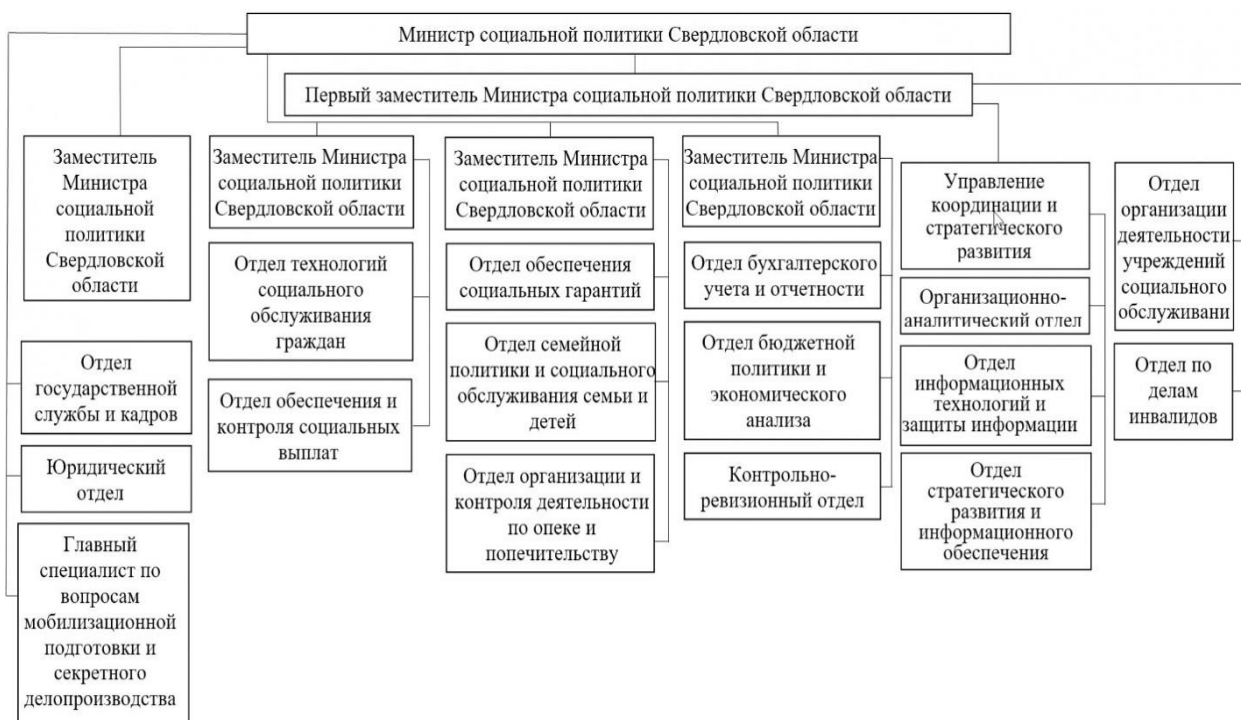 Министр социальной политики Свердловской области
Первый заместитель Министра социальной политики Свердловской области
Заместитель
Министра
социальной
политики
Свердловской
области
Отдел
государственной
службы и кадров
Юридический
отдел
Главный
специалист по
вопросам
мобилизационной
подготовки и
секретного
делопроизводства
Заместитель Министра
социальной политики
Свердловской области
Отдел технологий
социального
обслуживания
граждан
Отдел обеспечения и
контроля социальных
выплат
Заместитель Министра
социальной политики
Свердловской области
Отдел обеспечения
социальных гарантий
Отдел семейной
политики и социального
обслуживания семьи и
детей
Отдел организации и
контроля деятельности
по опеке и
попечительству
Заместитель Министра
социальной политики
Свердловской области
Отдел бухгалтерского
учета и отчетности
Отдел бюджетной
политики и
экономического
анализа
Контрольно-
ревизионный отдел
Управление
координации и
стратегического
развития
Организационно-
аналитический отдел
Отдел
информационных
технологий и
защиты информации
Отдел
стратегического
развития и
информационного
обеспечения
Отдел
организации
деятельности
учреждений
социального
обслуживани
Отдел по
делам
инвалидов